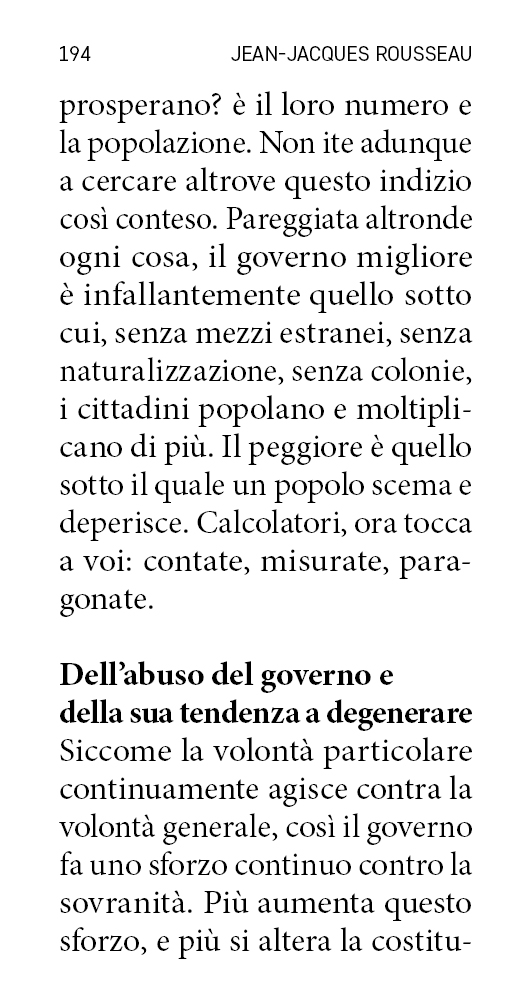 194 JEAN-JACQUES ROUSSEAU
prosperano? è il loro numero e
la popolazione. Non ite adunque
a cercare altrove questo indizio
così conteso. Pareggiata altronde
ogni cosa, il governo migliore
è infallantemente quello sotto
cui, senza mezzi estranei, senza
naturalizzazione, senza colonie,
i cittadini popolano e moltipli-
cano di più. Il peggiore è quello
sotto il quale un popolo scema e
deperisce. Calcolatori, ora tocca
a voi: contate, misurate, para-
gonate.
Dell’abuso del governo e
della sua tendenza a degenerare
Siccome la volontà particolare
continuamente agisce contra la
volontà generale, così il governo
fa uno sforzo continuo contro la
sovranità. Più aumenta questo
sforzo, e più si altera la costitu-